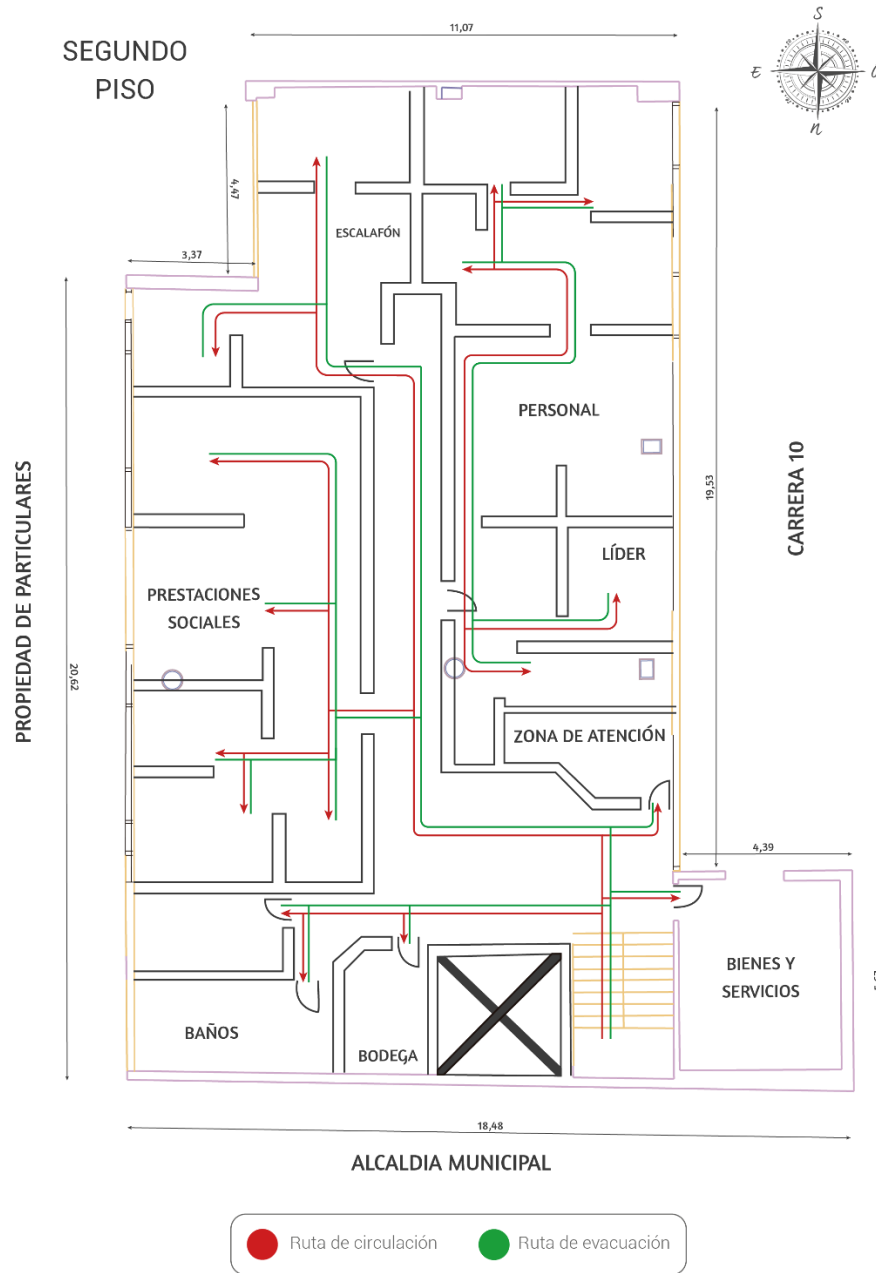 SEGUNDO
PISO
11,07
S
E
n
4,47
ESCALAFÓN
3,37
PERSONAL
19,53
CARRERA 10
LÍDER
PRESTACIONES
SOCIALES
PROPIEDAD DE PARTICULARES
20,62
ZONA DE ATENCIÓN
4,39
BIENES Y
SERVICIOS
BAÑOS
BODEGA
18,48
ALCALDIA MUNICIPAL
Ruta de circulación
Ruta de evacuación